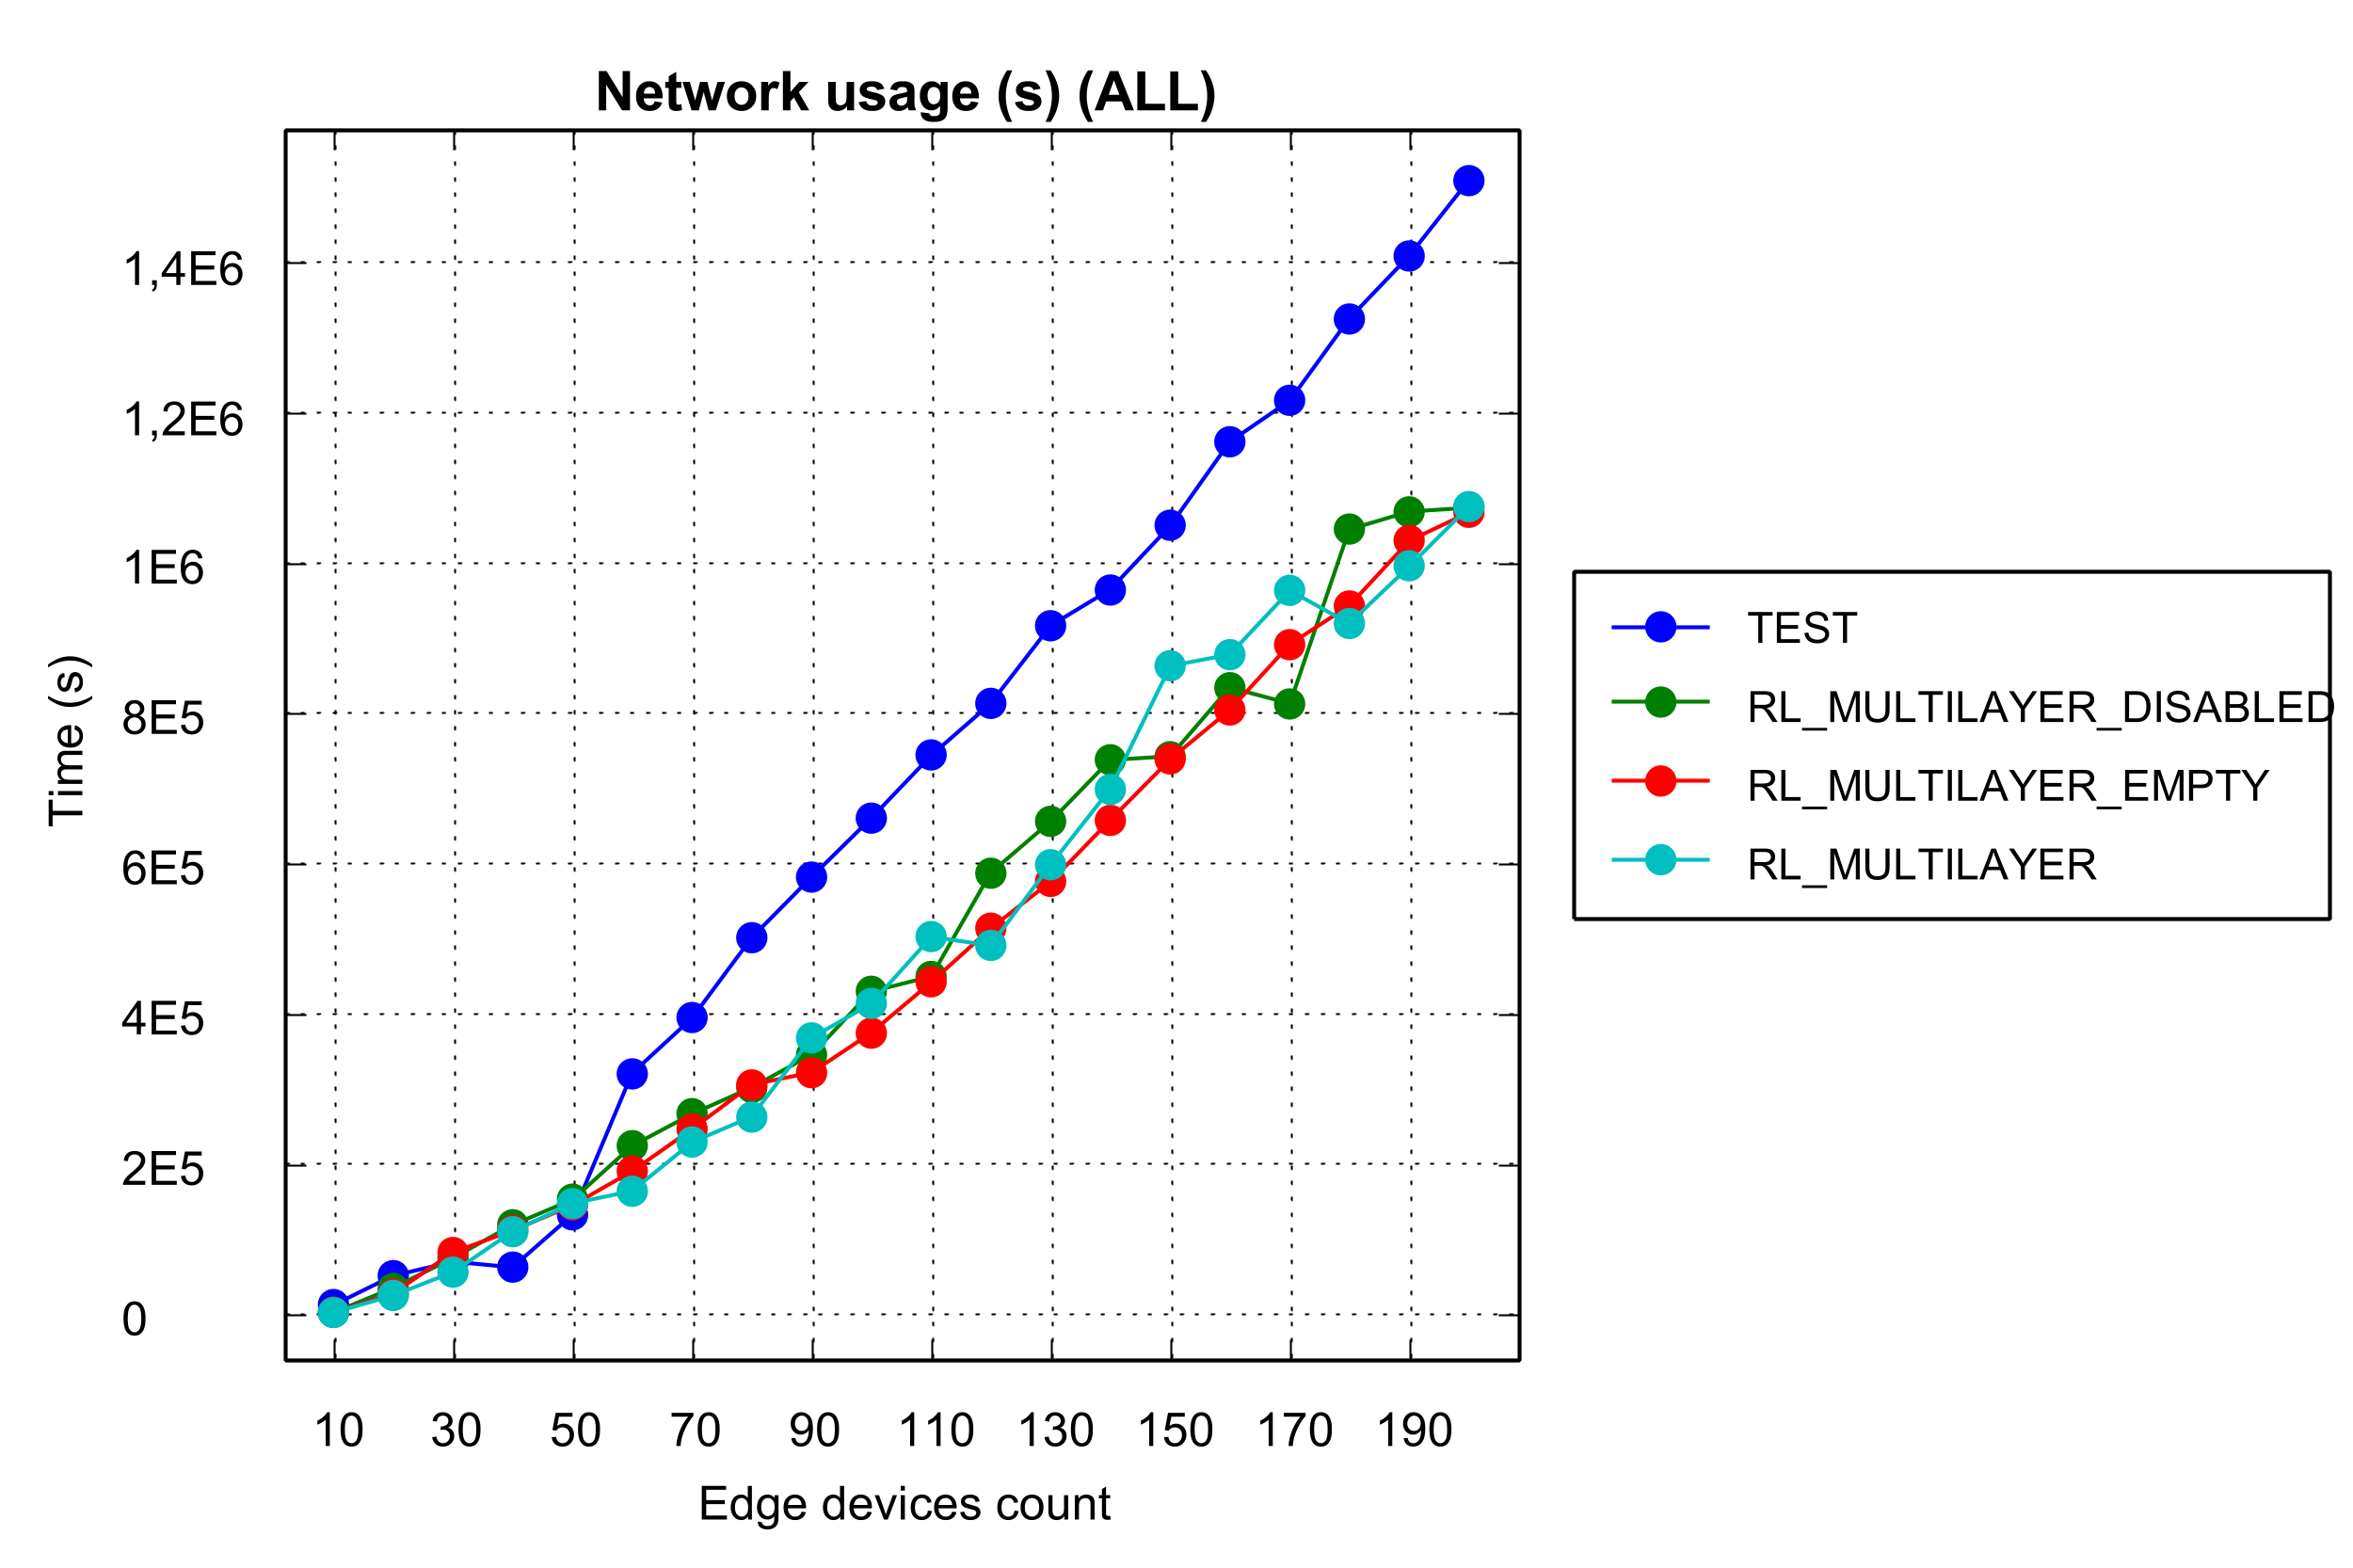 Network usage (s) (ALL)
1,4E6
1,2E6
1E6
8E5
6E5
4E5
2E5
0
Time (s)
10 30 50 70 90 110 130 150 170 190
Edge devices count
TEST
RL_MULTILAYER_DISABLED
RL_MULTILAYER_EMPTY
RL_MULTILAYER